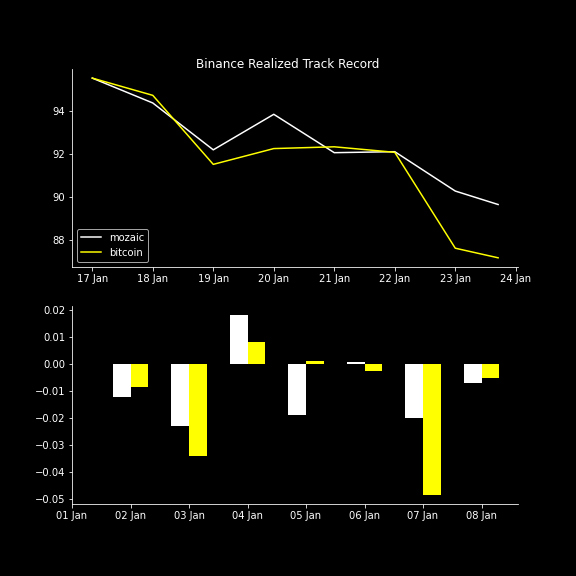 Binance Realized Track Record
94
92
90
88
mozaic
bitcoin
17 Jan 18 Jan 19 Jan 20 Jan 21 Jan 22 Jan 23 Jan 24 Jan
0.02
0.01
0.00
−0.01
−0.02
−0.03
−0.04
−0.05
01 Jan 02 Jan 03 Jan 04 Jan 05 Jan 06 Jan 07 Jan 08 Jan